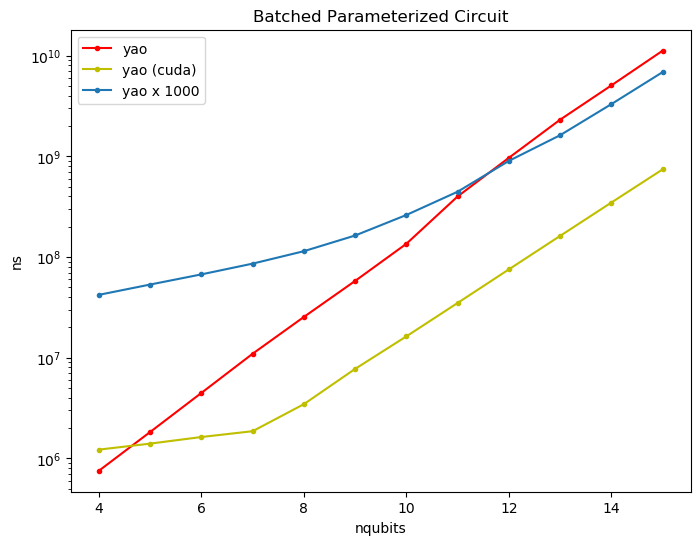 Batched Parameterized Circuit
yao
yao (cuda)
yao x 1000
10^10
10^9
10^8
10^7
10^6
ns
4
6
8
10
12
14
nqubits